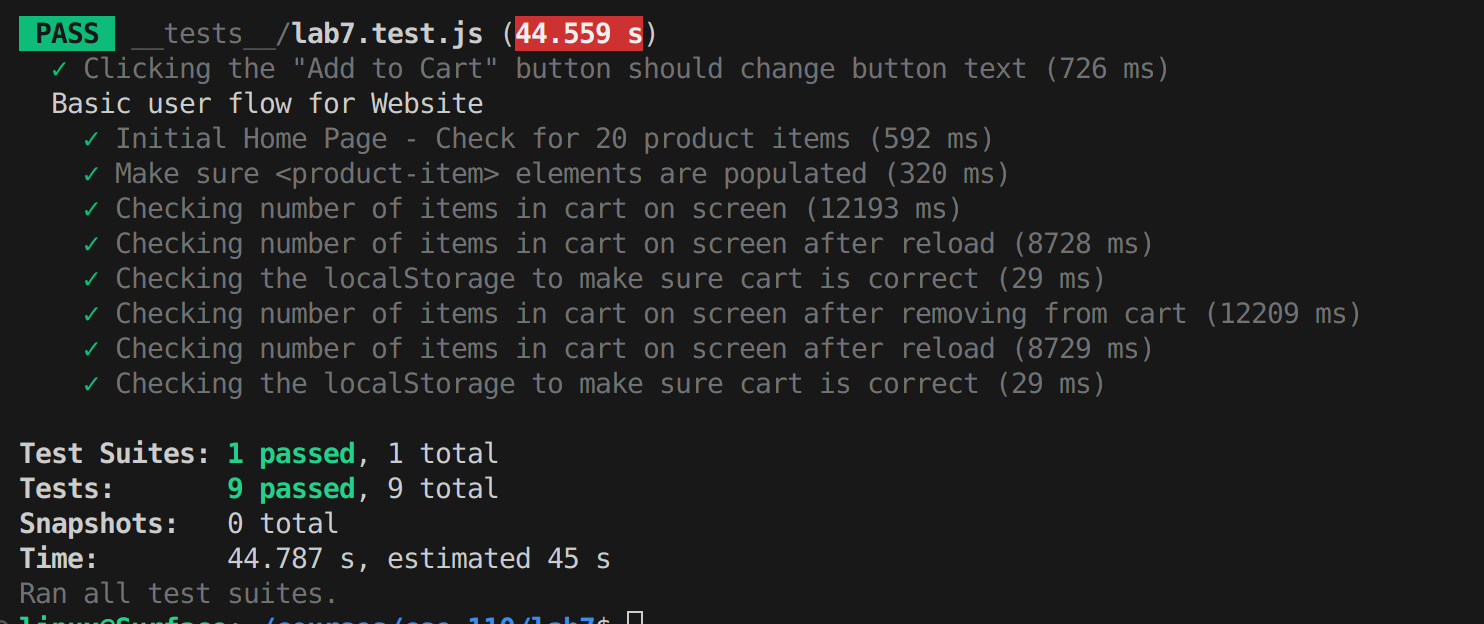 PASS __tests__/lab7.test.js (44.559 s)
✓ Clicking the "Add to Cart" button should change button text (726 ms)
Basic user flow for Website
✓ Initial Home Page - Check for 20 product items (592 ms)
✓ Make sure <product-item> elements are populated (320 ms)
✓ Checking number of items in cart on screen (12193 ms)
✓ Checking number of items in cart on screen after reload (8728 ms)
✓ Checking the localStorage to make sure cart is correct (29 ms)
✓ Checking number of items in cart on screen after removing from cart (12209 ms)
✓ Checking number of items in cart on screen after reload (8729 ms)
✓ Checking the localStorage to make sure cart is correct (29 ms)
Test Suites: 1 passed, 1 total
Tests: 9 passed, 9 total
Snapshots: 0 total
Time: 44.787 s, estimated 45 s
Ran all test suites.